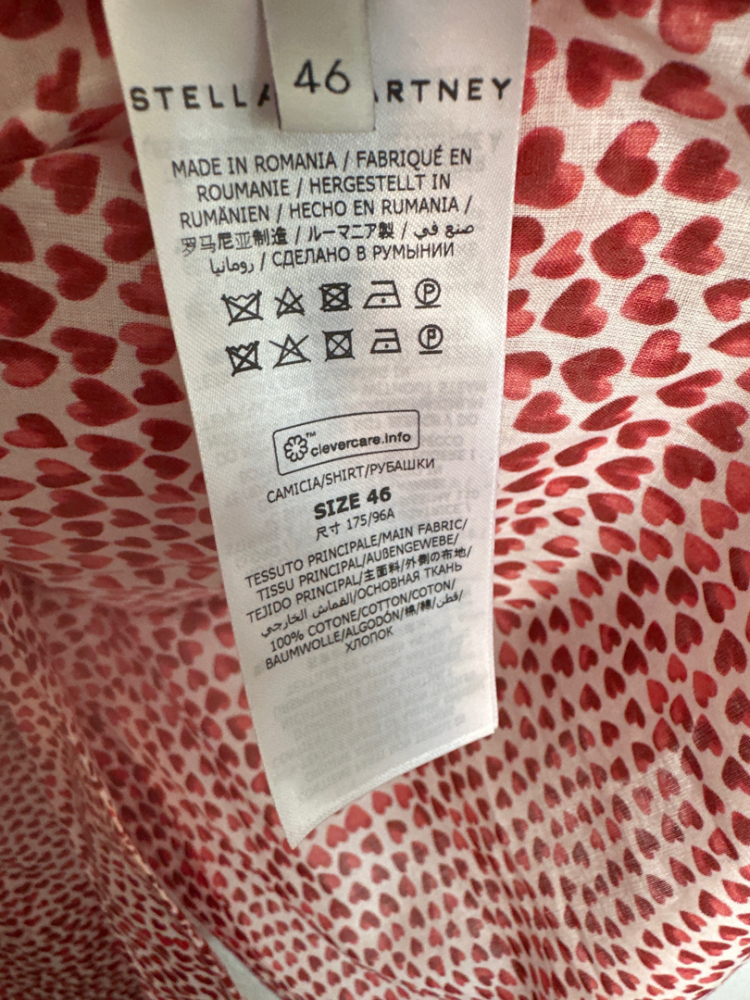 46
STELLA RTNEY
MADE IN ROMANIA / FABRIQUÉ EN
ROUMANIE / HERGESTELLT IN
RUMÄNIEN / HECHO EN RUMANIA /
罗马尼亚制造 / ルーマニア製 / صنع في
رومانيا / СДЕЛАНО В РУМЫНИИ
P
P
clevercare.info™
CAMICIA/SHIRT/РУБАШКИ
SIZE 46
尺寸 175/96A
TESSUTO PRINCIPALE/MAIN FABRIC/
TISSU PRINCIPAL/AUßENGEWEBE/
TEJIDO PRINCIPAL/主面料/外側の布地/
القماش الخارجي/ОСНОВНАЯ ТКАНЬ
100% COTONE/COTTON/COTON/
BAUMWOLLE/ALGODÓN/棉/綿/قطن/
ХЛОПОК